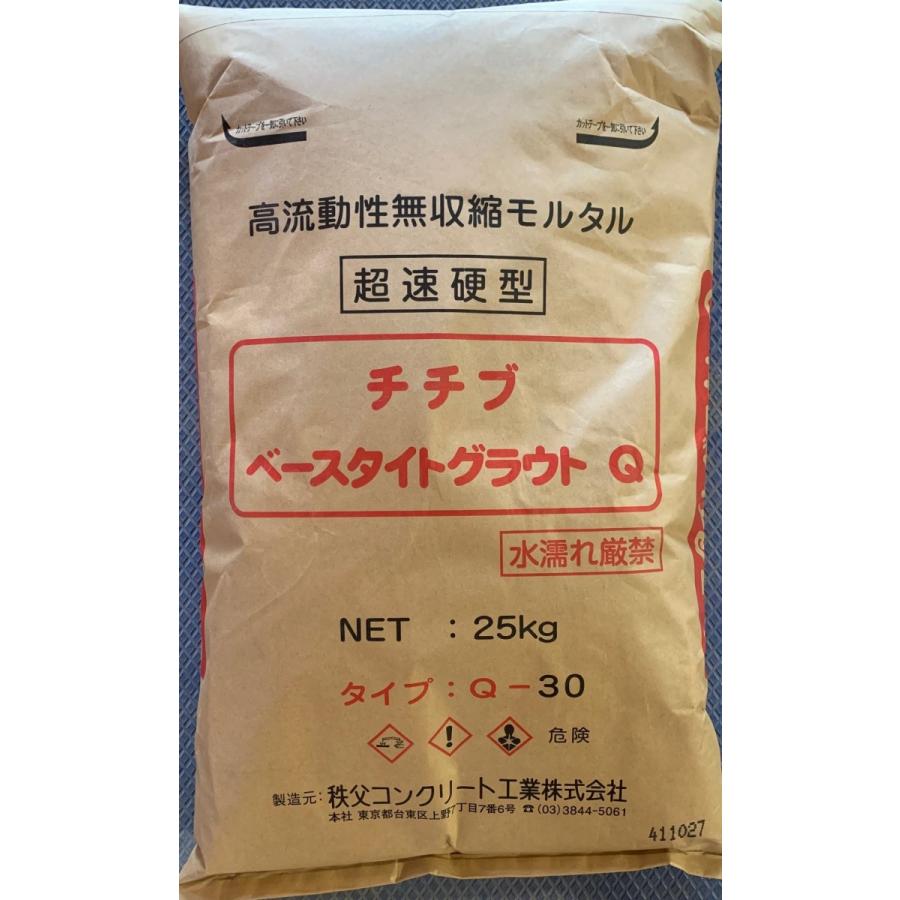 カットテープを一気に引いて下さい
カットテープを一気に引いて下さい
高流動性無収縮モルタル
超速硬型
チチブ
ベースタイトグラウト Q
水濡れ厳禁
NET : 25kg
タイプ : Q-30
危険
製造元: 秩父コンクリート工業株式会社
本社 東京都台東区上野7丁目7番6号 ☎(03)3844-5061
411027